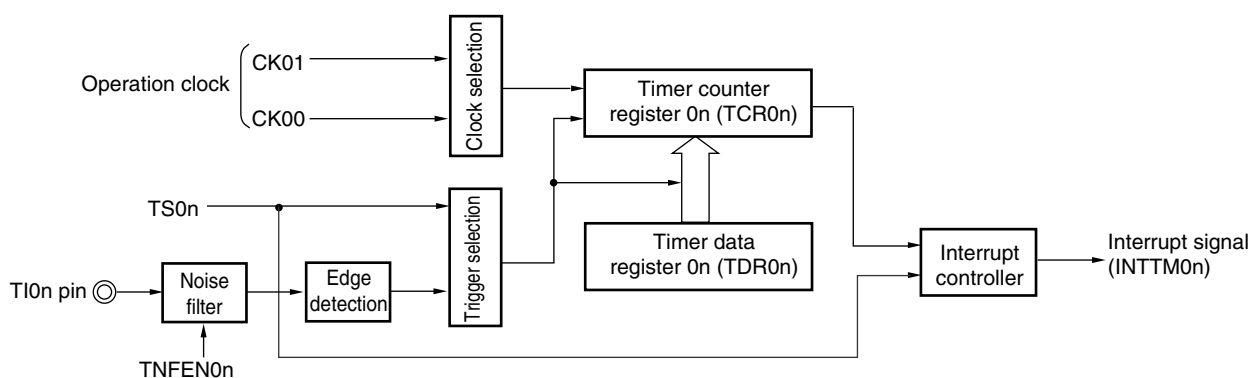 Operation clock
CK01
CK00
Clock selection
Timer counter
register 0n (TCR0n)
TS0n
Trigger selection
Timer data
register 0n (TDR0n)
TI0n pin
Noise
filter
Edge
detection
TNFEN0n
Interrupt
controller
Interrupt signal
(INTTM0n)